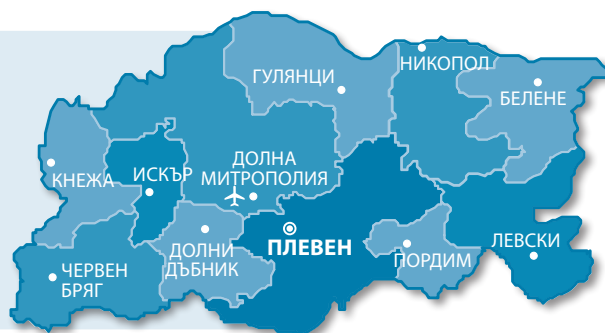 НИКОПОЛ
ГУЛЯНЦИ
БЕЛЕНЕ
ДОЛНА
МИТРОПОЛИЯ
ИСКЪР
КНЕЖА
ЛЕВСКИ
ДОЛНИ
ДЪБНИК
ПЛЕВЕН
ПОРДИМ
ЧЕРВЕН
БРЯГ